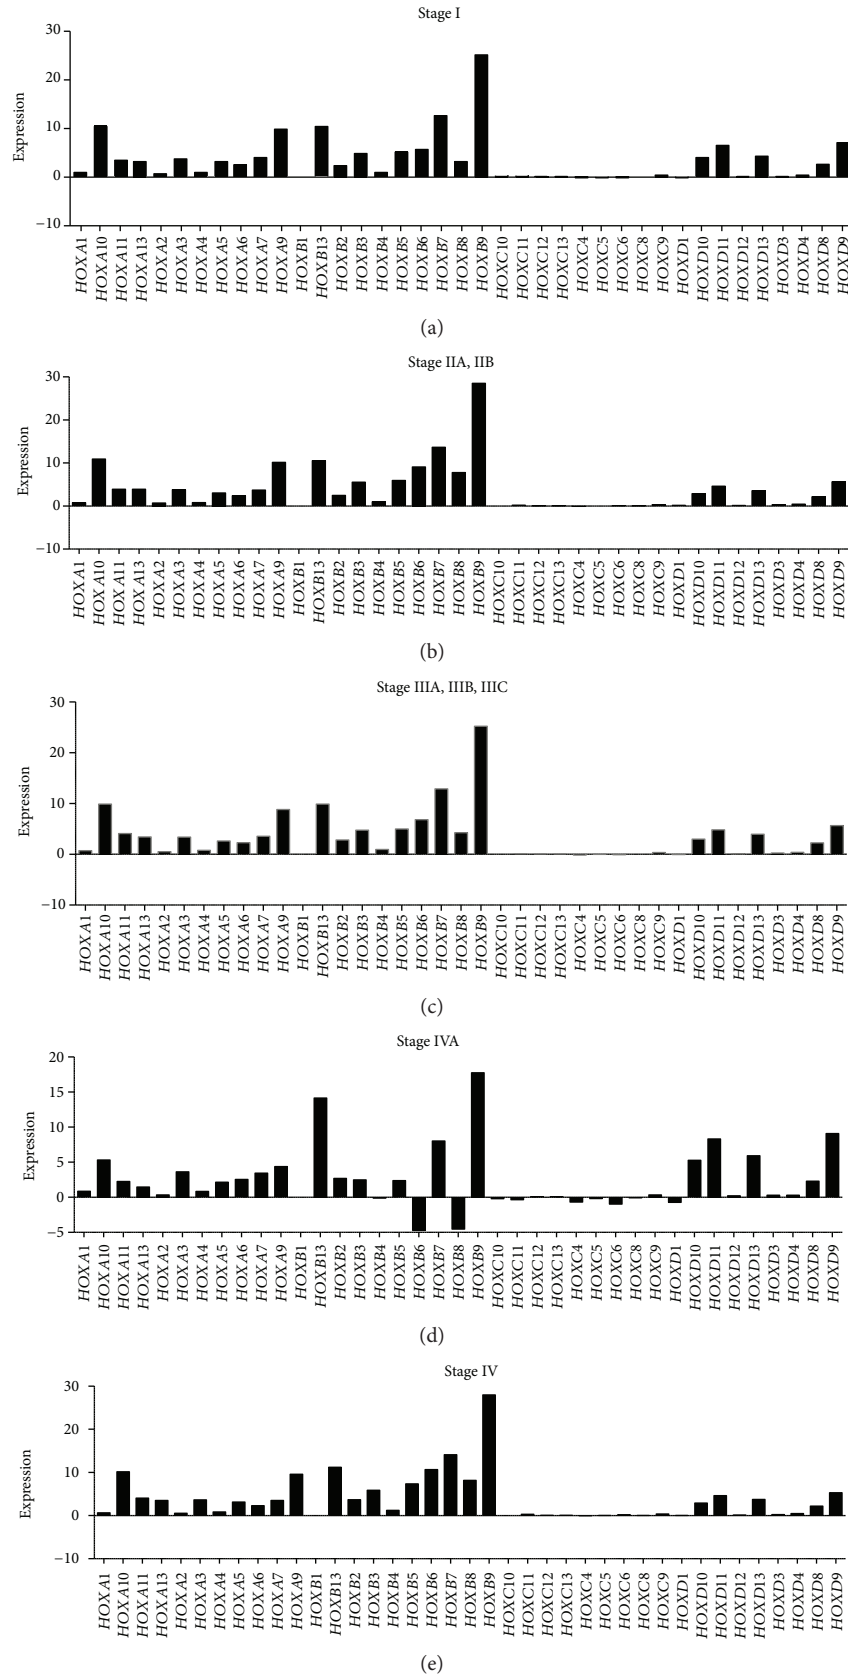 Stage I
30
20
10
0
−10
Expression
HOXA1
HOXA10
HOXA11
HOXA13
HOXA2
HOXA3
HOXA4
HOXA5
HOXA6
HOXA7
HOXA9
HOXB1
HOXB13
HOXB2
HOXB3
HOXB4
HOXB5
HOXB6
HOXB7
HOXB8
HOXB9
HOXC10
HOXC11
HOXC12
HOXC13
HOXC4
HOXC5
HOXC6
HOXC8
HOXC9
HOXD1
HOXD10
HOXD11
HOXD12
HOXD13
HOXD3
HOXD4
HOXD8
HOXD9
(a)
Stage IIA, IIB
30
20
10
0
−10
Expression
HOXA1
HOXA10
HOXA11
HOXA13
HOXA2
HOXA3
HOXA4
HOXA5
HOXA6
HOXA7
HOXA9
HOXB1
HOXB13
HOXB2
HOXB3
HOXB4
HOXB5
HOXB6
HOXB7
HOXB8
HOXB9
HOXC10
HOXC11
HOXC12
HOXC13
HOXC4
HOXC5
HOXC6
HOXC8
HOXC9
HOXD1
HOXD10
HOXD11
HOXD12
HOXD13
HOXD3
HOXD4
HOXD8
HOXD9
(b)
Stage IIIA, IIIB, IIIC
30
20
10
0
−10
Expression
HOXA1
HOXA10
HOXA11
HOXA13
HOXA2
HOXA3
HOXA4
HOXA5
HOXA6
HOXA7
HOXA9
HOXB1
HOXB13
HOXB2
HOXB3
HOXB4
HOXB5
HOXB6
HOXB7
HOXB8
HOXB9
HOXC10
HOXC11
HOXC12
HOXC13
HOXC4
HOXC5
HOXC6
HOXC8
HOXC9
HOXD1
HOXD10
HOXD11
HOXD12
HOXD13
HOXD3
HOXD4
HOXD8
HOXD9
(c)
Stage IVA
20
15
10
5
0
−5
Expression
HOXA1
HOXA10
HOXA11
HOXA13
HOXA2
HOXA3
HOXA4
HOXA5
HOXA6
HOXA7
HOXA9
HOXB1
HOXB13
HOXB2
HOXB3
HOXB4
HOXB5
HOXB6
HOXB7
HOXB8
HOXB9
HOXC10
HOXC11
HOXC12
HOXC13
HOXC4
HOXC5
HOXC6
HOXC8
HOXC9
HOXD1
HOXD10
HOXD11
HOXD12
HOXD13
HOXD3
HOXD4
HOXD8
HOXD9
(d)
Stage IV
30
20
10
0
−10
Expression
HOXA1
HOXA10
HOXA11
HOXA13
HOXA2
HOXA3
HOXA4
HOXA5
HOXA6
HOXA7
HOXA9
HOXB1
HOXB13
HOXB2
HOXB3
HOXB4
HOXB5
HOXB6
HOXB7
HOXB8
HOXB9
HOXC10
HOXC11
HOXC12
HOXC13
HOXC4
HOXC5
HOXC6
HOXC8
HOXC9
HOXD1
HOXD10
HOXD11
HOXD12
HOXD13
HOXD3
HOXD4
HOXD8
HOXD9
(e)